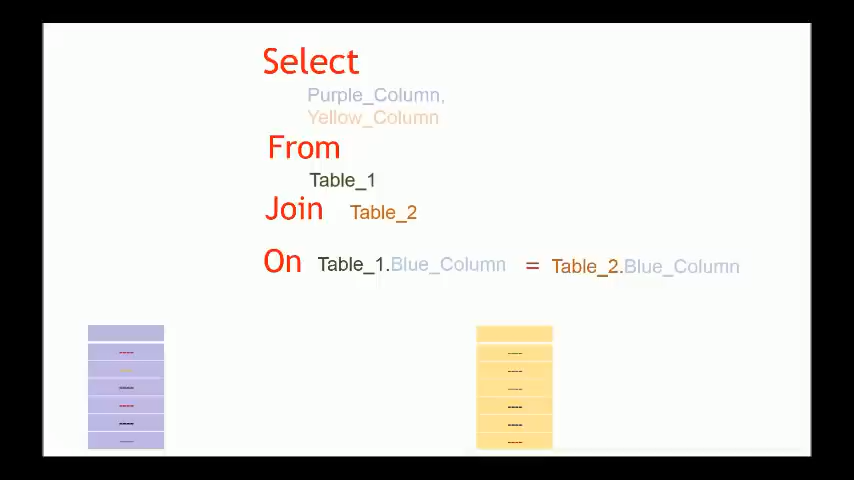 Select
Purple_Column,
Yellow_Column
From
Table_1
Join Table_2
On Table_1.Blue_Column = Table_2.Blue_Column